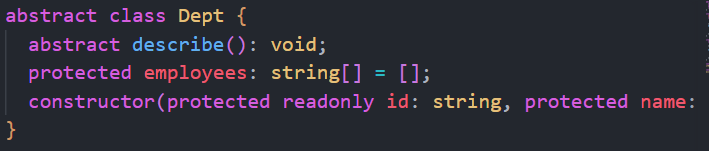 abstract class Dept {
abstract describe(): void;
protected employees: string[] = [];
constructor(protected readonly id: string, protected name:
}